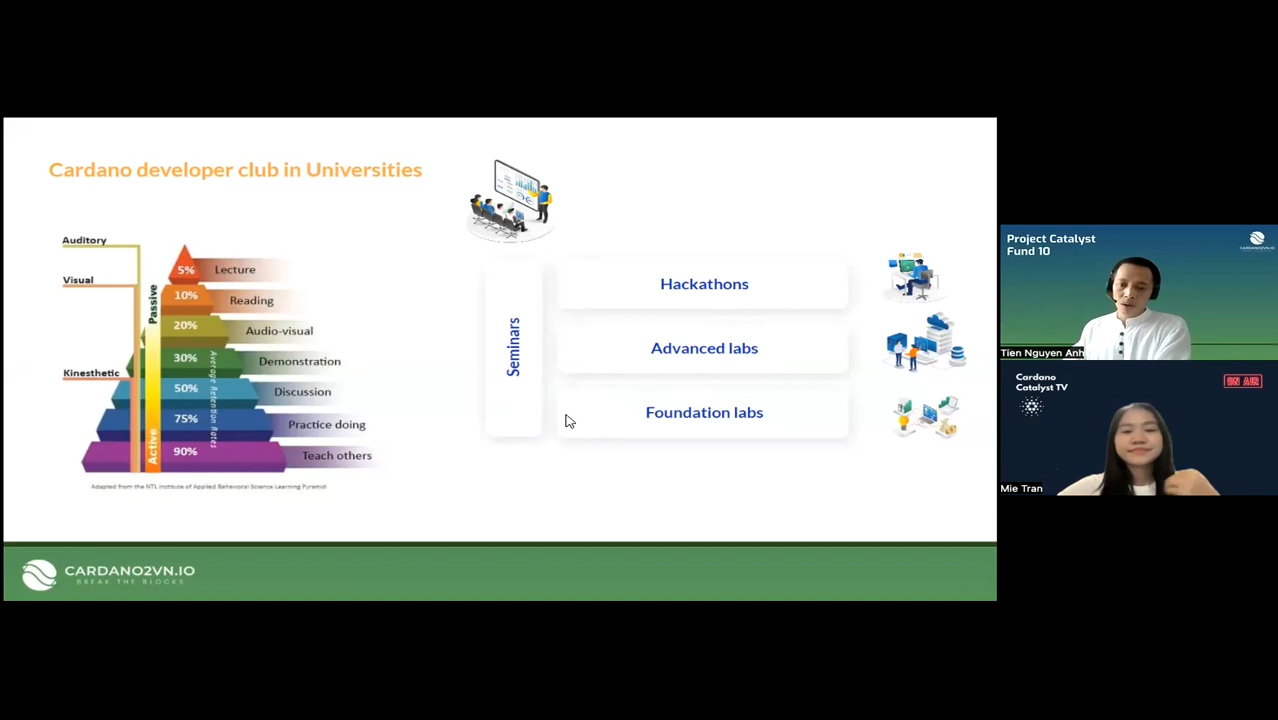 Cardano developer club in Universities
Auditory
Visual
Kinesthetic
Passive
Active
5%
Lecture
10%
Reading
20%
Audio-visual
30%
Demonstration
50%
Discussion
75%
Practice doing
90%
Teach others
Average Retention Rates
Adapted from the NTL Institute of Applied Behavioral Science Learning Pyramid
Seminars
Hackathons
Advanced labs
Foundation labs
CARDANO2VN.IO
BREAK THE BLOCKS
Project Catalyst
Fund 10
CARDANO2VN.IO
Tien Nguyen Anh
Cardano
Catalyst TV
ON AIR
Mie Tran